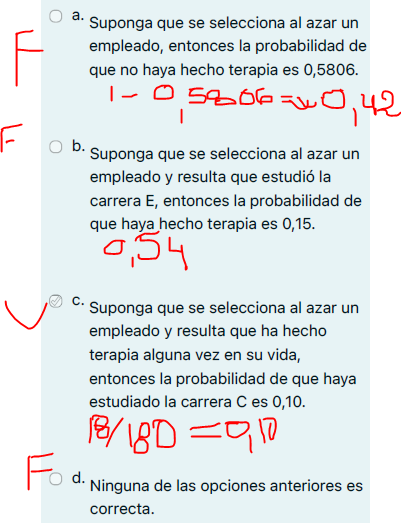 a. Suponga que se selecciona al azar un
empleado, entonces la probabilidad de
que no haya hecho terapia es 0,5806.
F
1 - 0,5806 = 0,42
F
b. Suponga que se selecciona al azar un
empleado y resulta que estudió la
carrera E, entonces la probabilidad de
que haya hecho terapia es 0,15.
0,54
V
c. Suponga que se selecciona al azar un
empleado y resulta que ha hecho
terapia alguna vez en su vida,
entonces la probabilidad de que haya
estudiado la carrera C es 0,10.
18/180 = 0,10
F
d. Ninguna de las opciones anteriores es
correcta.